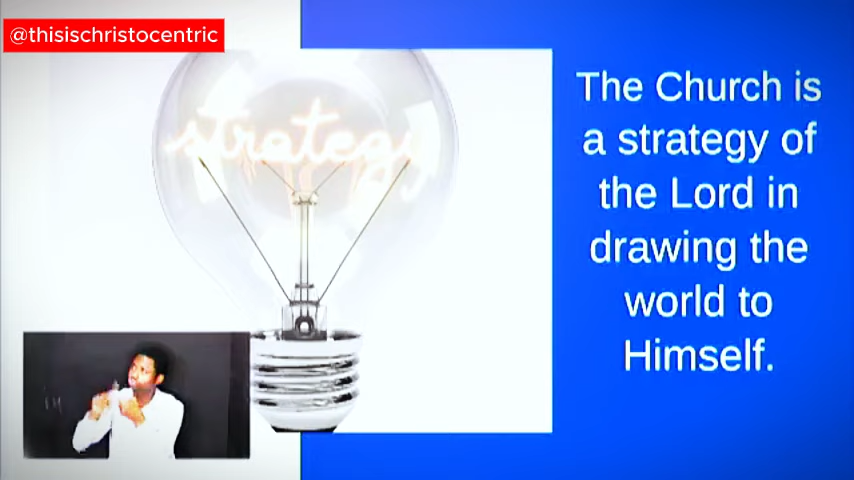 @thisischristocentric
strategy
The Church is
a strategy of
the Lord in
drawing the
world to
Himself.